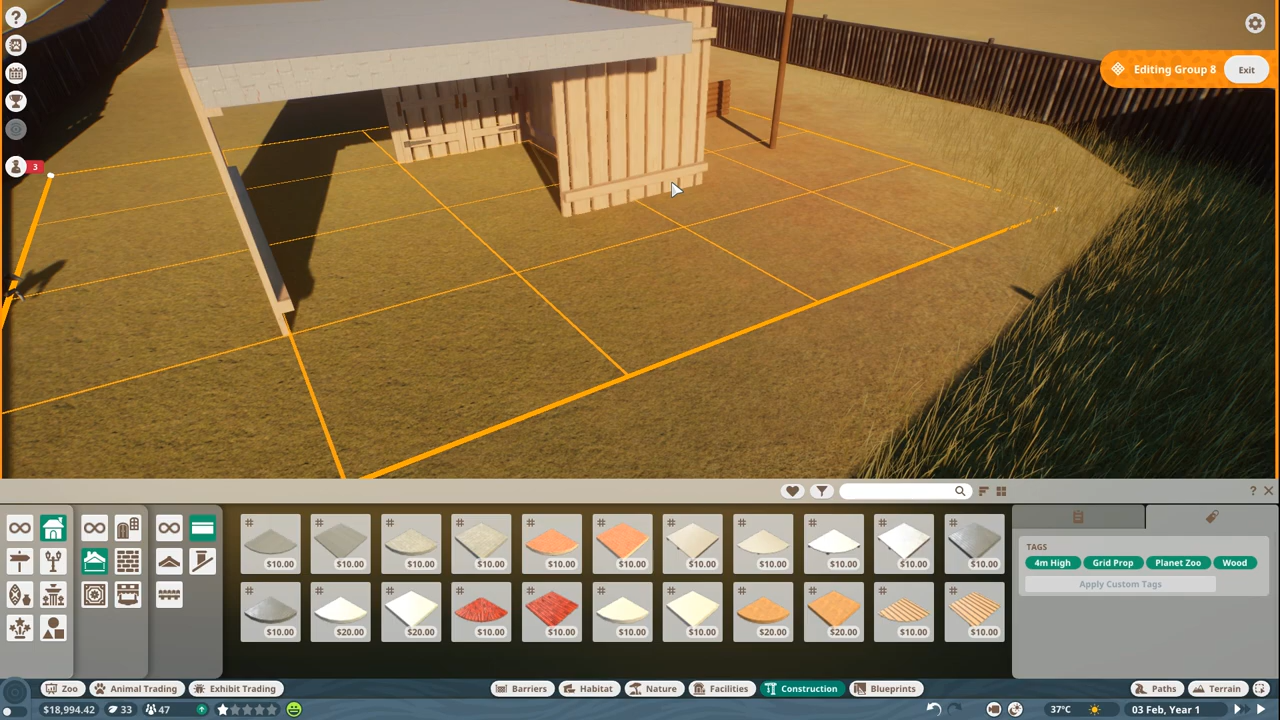 ?
Editing Group 8
Exit
3
? 
# # # # # # # # # # #
$10.00 $10.00 $10.00 $10.00 $10.00 $10.00 $10.00 $10.00 $10.00 $10.00 $10.00
# # # # # # # # # # #
$10.00 $20.00 $20.00 $10.00 $10.00 $10.00 $10.00 $20.00 $20.00 $10.00 $10.00
TAGS
4m High Grid Prop Planet Zoo Wood
Apply Custom Tags
Zoo Animal Trading Exhibit Trading Barriers Habitat Nature Facilities Construction Blueprints Paths Terrain
$18,994.42 33 47 37°C 03 Feb, Year 1